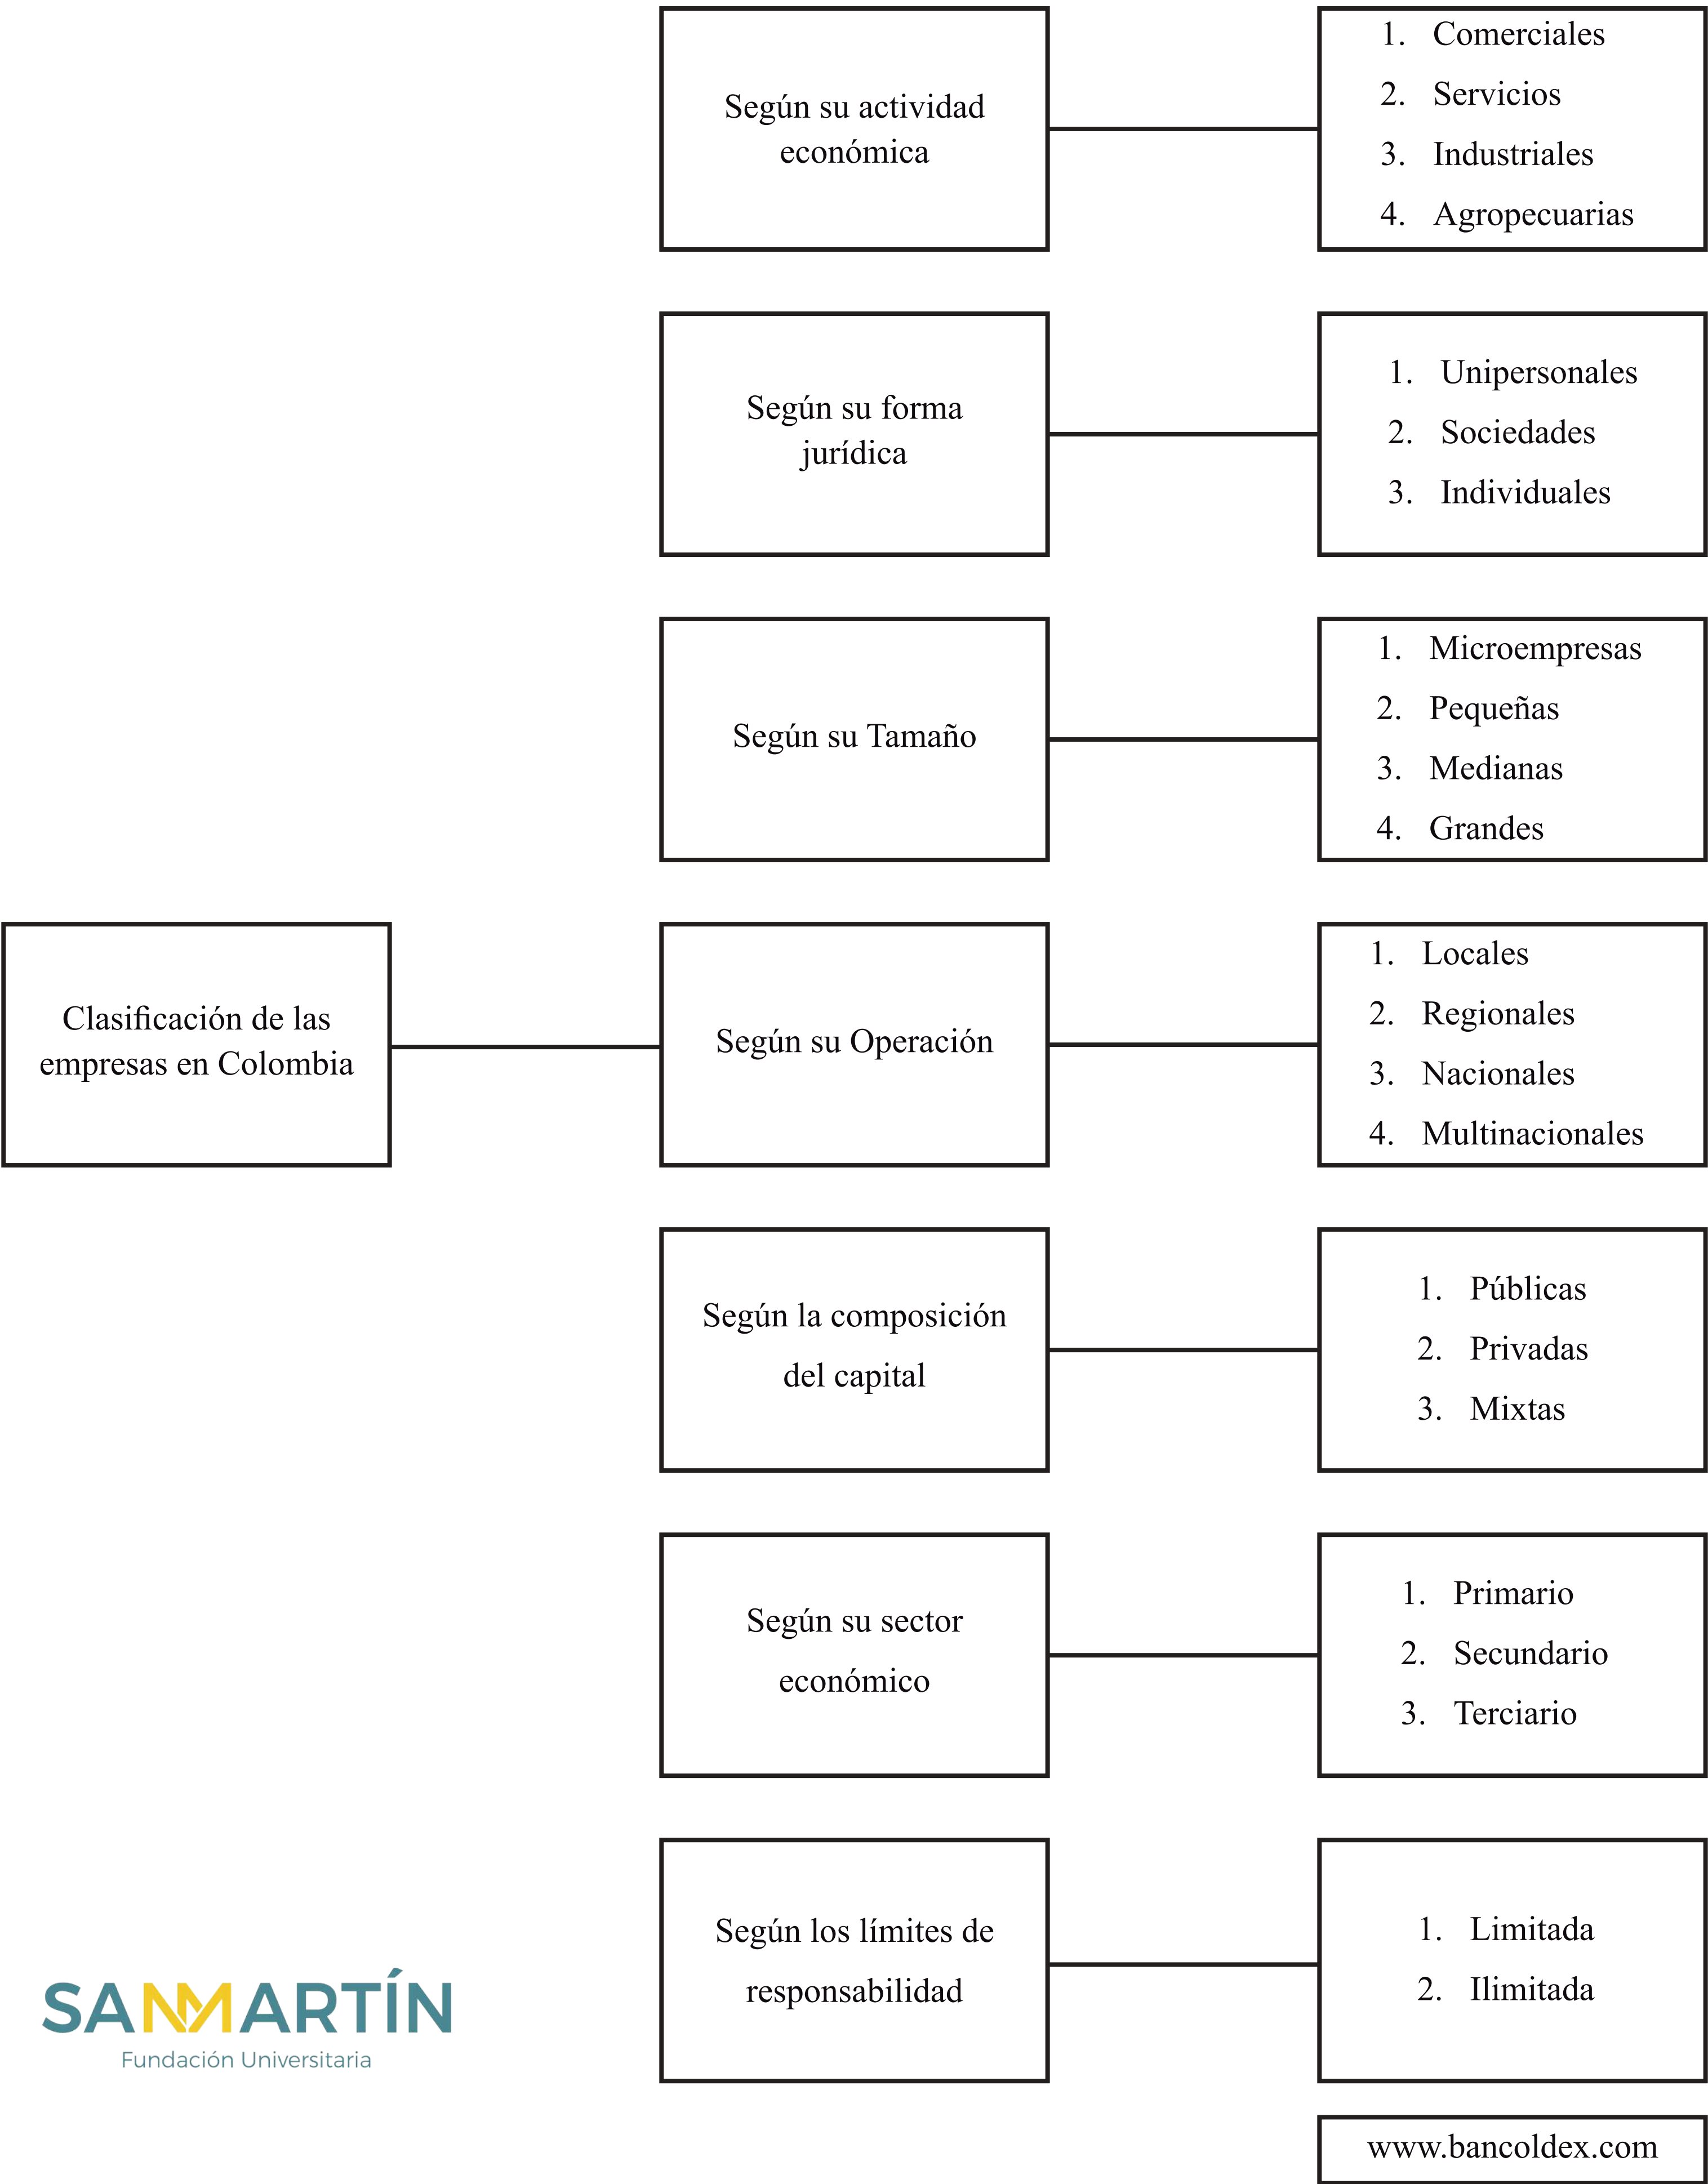 Según su actividad
económica
1. Comerciales
2. Servicios
3. Industriales
4. Agropecuarias
Según su forma
jurídica
1. Unipersonales
2. Sociedades
3. Individuales
Según su Tamaño
1. Microempresas
2. Pequeñas
3. Medianas
4. Grandes
Clasificación de las
empresas en Colombia
Según su Operación
1. Locales
2. Regionales
3. Nacionales
4. Multinacionales
Según la composición
del capital
1. Públicas
2. Privadas
3. Mixtas
Según su sector
económico
1. Primario
2. Secundario
3. Terciario
Según los límites de
responsabilidad
1. Limitada
2. Ilimitada
SANMARTÍN
Fundación Universitaria
www.bancoldex.com